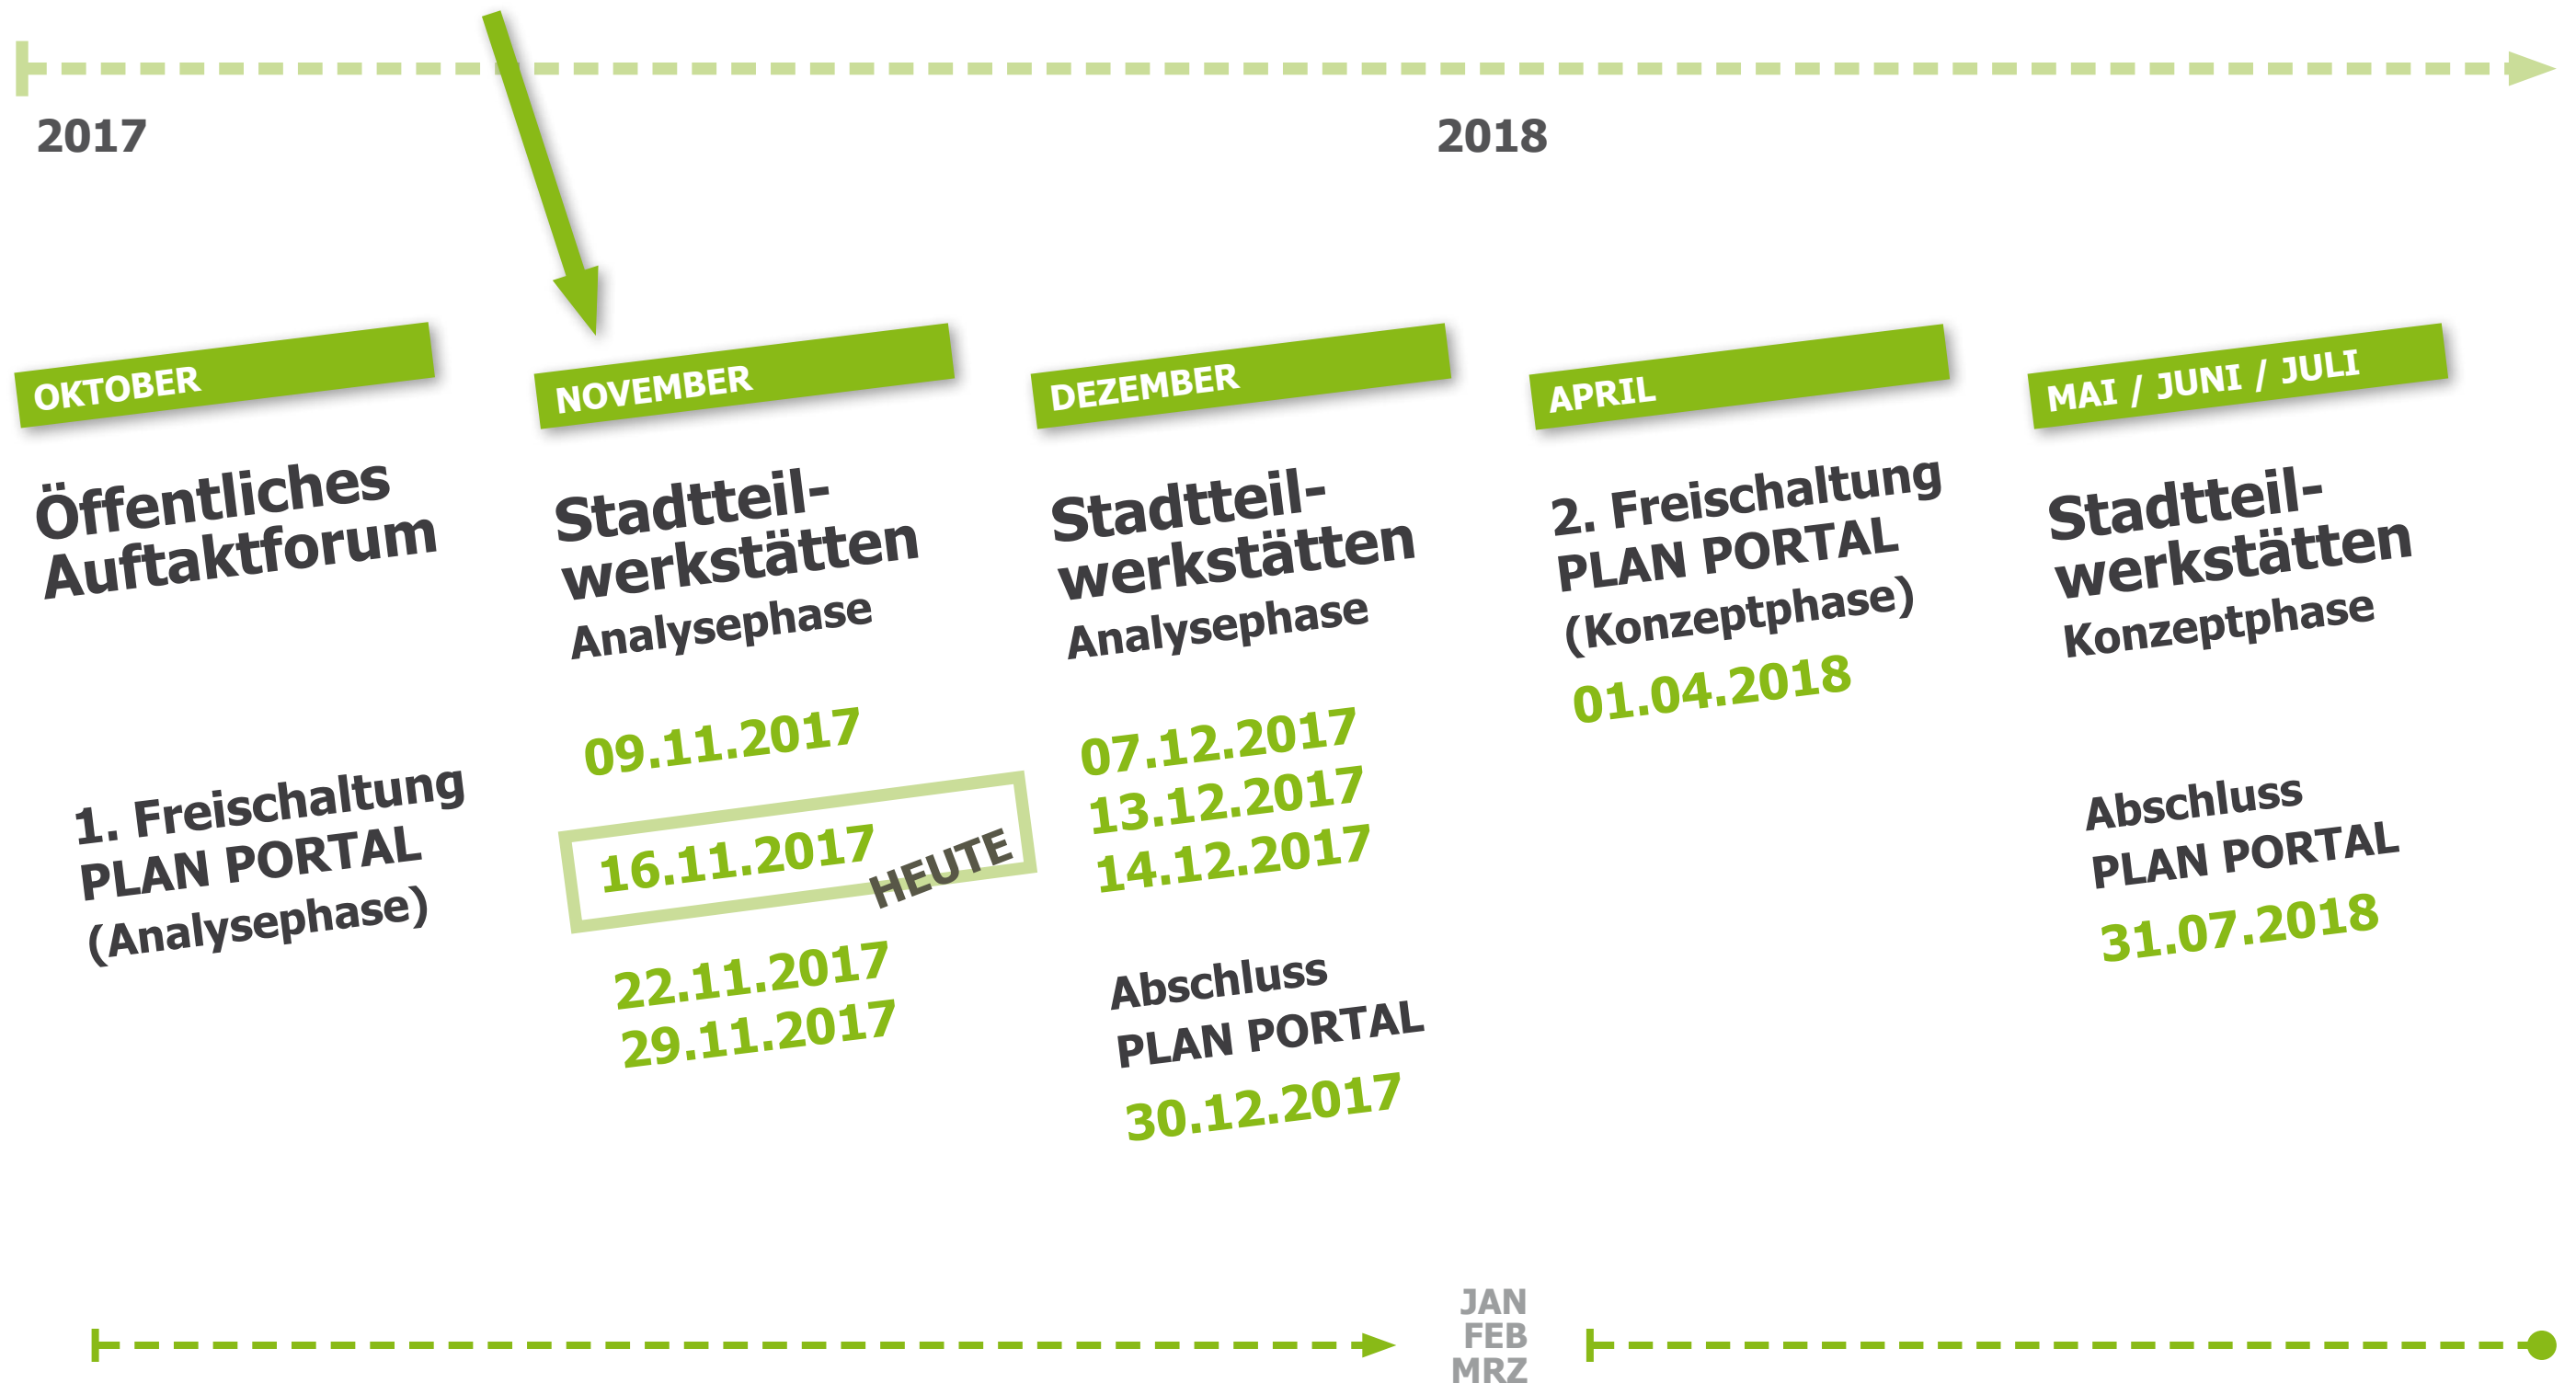 2017
2018
OKTOBER
Öffentliches
Auftaktforum
1. Freischaltung
PLAN PORTAL
(Analysephase)
NOVEMBER
Stadtteil-
werkstätten
Analysephase
09.11.2017
16.11.2017
HEUTE
22.11.2017
29.11.2017
DEZEMBER
Stadtteil-
werkstätten
Analysephase
07.12.2017
13.12.2017
14.12.2017
Abschluss
PLAN PORTAL
30.12.2017
APRIL
2. Freischaltung
PLAN PORTAL
(Konzeptphase)
01.04.2018
MAI / JUNI / JULI
Stadtteil-
werkstätten
Konzeptphase
Abschluss
PLAN PORTAL
31.07.2018
JAN
FEB
MRZ